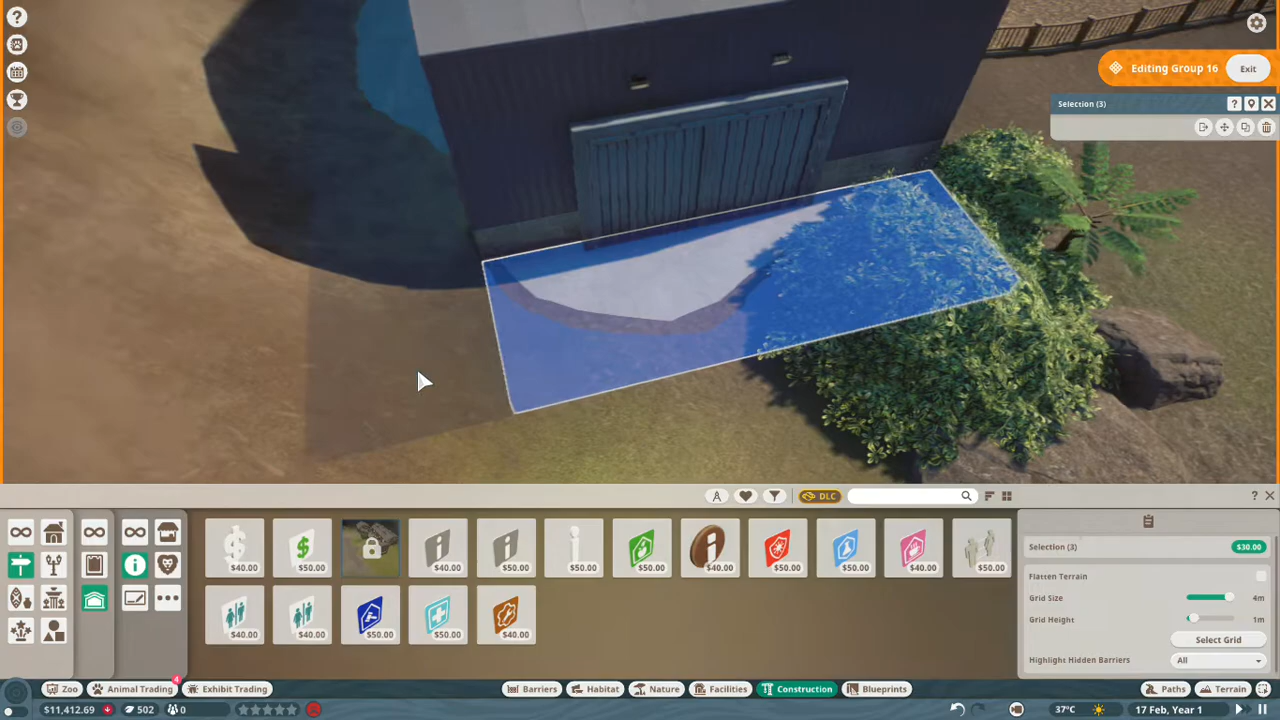 Editing Group 16
Exit
Selection (3)
?
DLC
?
$40.00
$50.00
$40.00
$50.00
$50.00
$50.00
$40.00
$50.00
$50.00
$40.00
$50.00
$40.00
$40.00
$50.00
$50.00
$40.00
Selection (3)
$30.00
Flatten Terrain
Grid Size
4m
Grid Height
1m
Select Grid
Highlight Hidden Barriers
All
Zoo
Animal Trading
4
Exhibit Trading
Barriers
Habitat
Nature
Facilities
Construction
Blueprints
Paths
Terrain
$11,412.69
502
0
37°C
17 Feb, Year 1